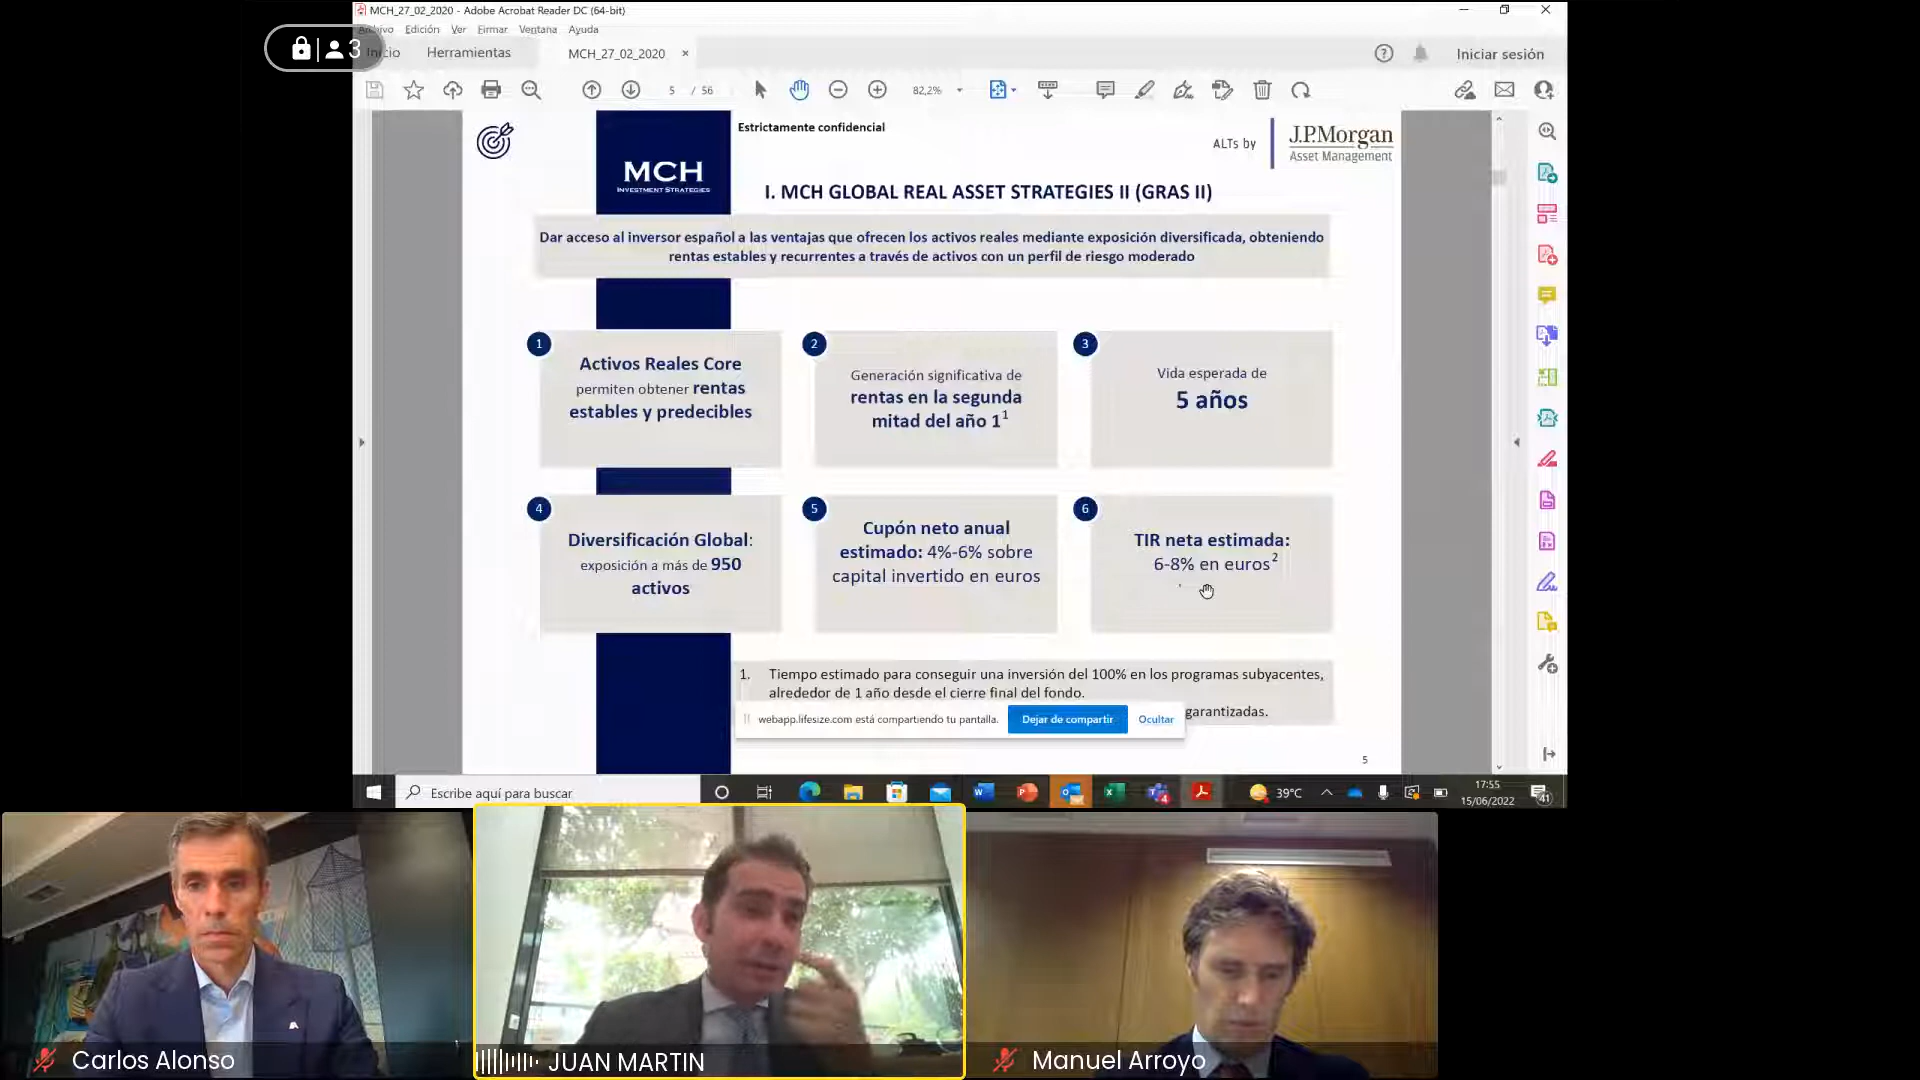 MCH_27_02_2020 - Adobe Acrobat Reader DC (64-bit)
Archivo Edición Ver Firmar Ventana Ayuda
3
Inicio Herramientas MCH_27_02_2020 × Iniciar sesión
5 / 56 82,2%
Estrictamente confidencial
MCH
INVESTMENT STRATEGIES
ALTs by
J.P.Morgan
Asset Management
I. MCH GLOBAL REAL ASSET STRATEGIES II (GRAS II)
Dar acceso al inversor español a las ventajas que ofrecen los activos reales mediante exposición diversificada, obteniendo
rentas estables y recurrentes a través de activos con un perfil de riesgo moderado
1
Activos Reales Core
permiten obtener rentas
estables y predecibles
2
Generación significativa de
rentas en la segunda
mitad del año 1¹
3
Vida esperada de
5 años
4
Diversificación Global:
exposición a más de 950
activos
5
Cupón neto anual
estimado: 4%-6% sobre
capital invertido en euros
6
TIR neta estimada:
6-8% en euros²
1. Tiempo estimado para conseguir una inversión del 100% en los programas subyacentes,
alrededor de 1 año desde el cierre final del fondo.
garantizadas.
webapp.lifesize.com está compartiendo tu pantalla. Dejar de compartir Ocultar
5
Escribe aquí para buscar
39°C
17:55
15/06/2022
41
Carlos Alonso
JUAN MARTIN
Manuel Arroyo